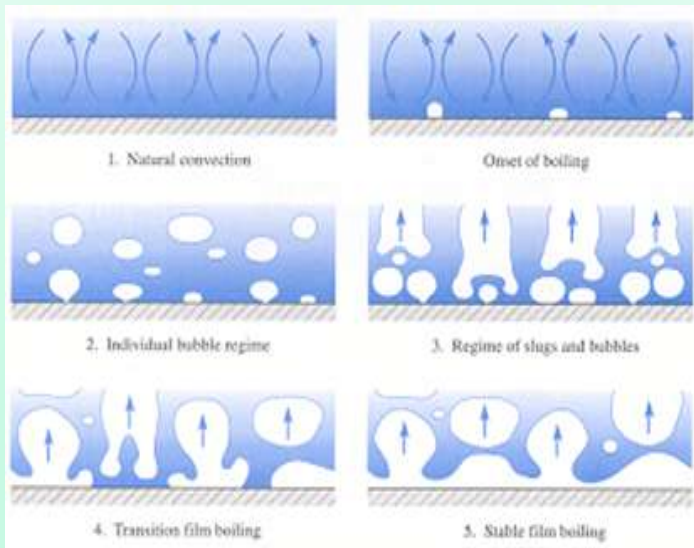 1. Natural convection
Onset of boiling
2. Individual bubble regime
3. Regime of slugs and bubbles
4. Transition film boiling
5. Stable film boiling